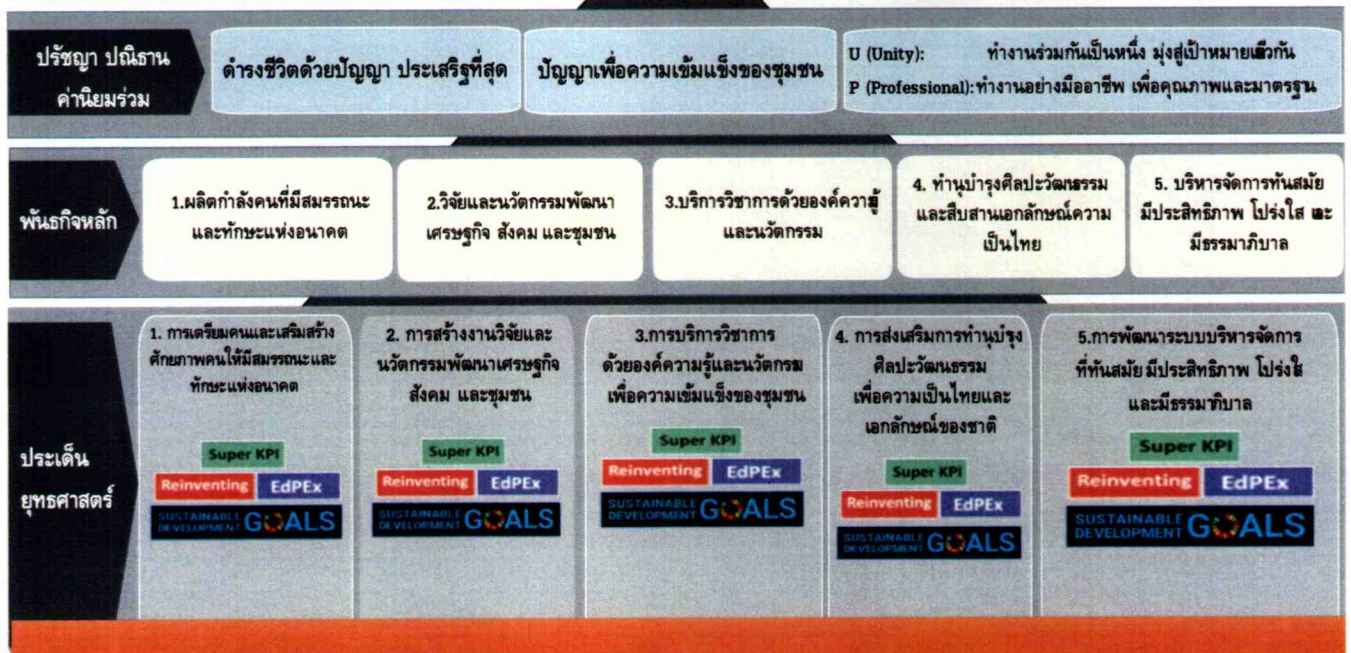 ปรัชญา ปณิธาน
ค่านิยมร่วม
ดำรงชีวิตด้วยปัญญา ประเสริฐที่สุด
ปัญญาเพื่อความเข้มแข็งของชุมชน
U (Unity): ทำงานร่วมกันเป็นหนึ่ง มุ่งสู่เป้าหมายเดียวกัน
P (Professional):ทำงานอย่างมืออาชีพ เพื่อคุณภาพและมาตรฐาน
พันธกิจหลัก
1.ผลิตกำลังคนที่มีสมรรถนะ
และทักษะแห่งอนาคต
2.วิจัยและนวัตกรรมพัฒนา
เศรษฐกิจ สังคม และชุมชน
3.บริการวิชาการด้วยองค์ความรู้
และนวัตกรรม
4. ทำนุบำรุงศิลปะวัฒนธรรม
และสืบสานเอกลักษณ์ความ
เป็นไทย
5. บริหารจัดการทันสมัย
มีประสิทธิภาพ โปร่งใส และ
มีธรรมาภิบาล
ประเด็น
ยุทธศาสตร์
1. การเตรียมคนและเสริมสร้าง
ศักยภาพคนให้มีสมรรถนะและ
ทักษะแห่งอนาคต
Super KPI
Reinventing EdPEx
SUSTAINABLE
DEVELOPMENT GOALS
2. การสร้างงานวิจัยและ
นวัตกรรมพัฒนาเศรษฐกิจ
สังคม และชุมชน
Super KPI
Reinventing EdPEx
SUSTAINABLE
DEVELOPMENT GOALS
3.การบริการวิชาการ
ด้วยองค์ความรู้และนวัตกรรม
เพื่อความเข้มแข็งของชุมชน
Super KPI
Reinventing EdPEx
SUSTAINABLE
DEVELOPMENT GOALS
4. การส่งเสริมการทำนุบำรุง
ศิลปะวัฒนธรรม
เพื่อความเป็นไทยและ
เอกลักษณ์ของชาติ
Super KPI
Reinventing EdPEx
SUSTAINABLE
DEVELOPMENT GOALS
5.การพัฒนาระบบบริหารจัดการ
ที่ทันสมัย มีประสิทธิภาพ โปร่งใส
และมีธรรมาภิบาล
Super KPI
Reinventing EdPEx
SUSTAINABLE
DEVELOPMENT GOALS